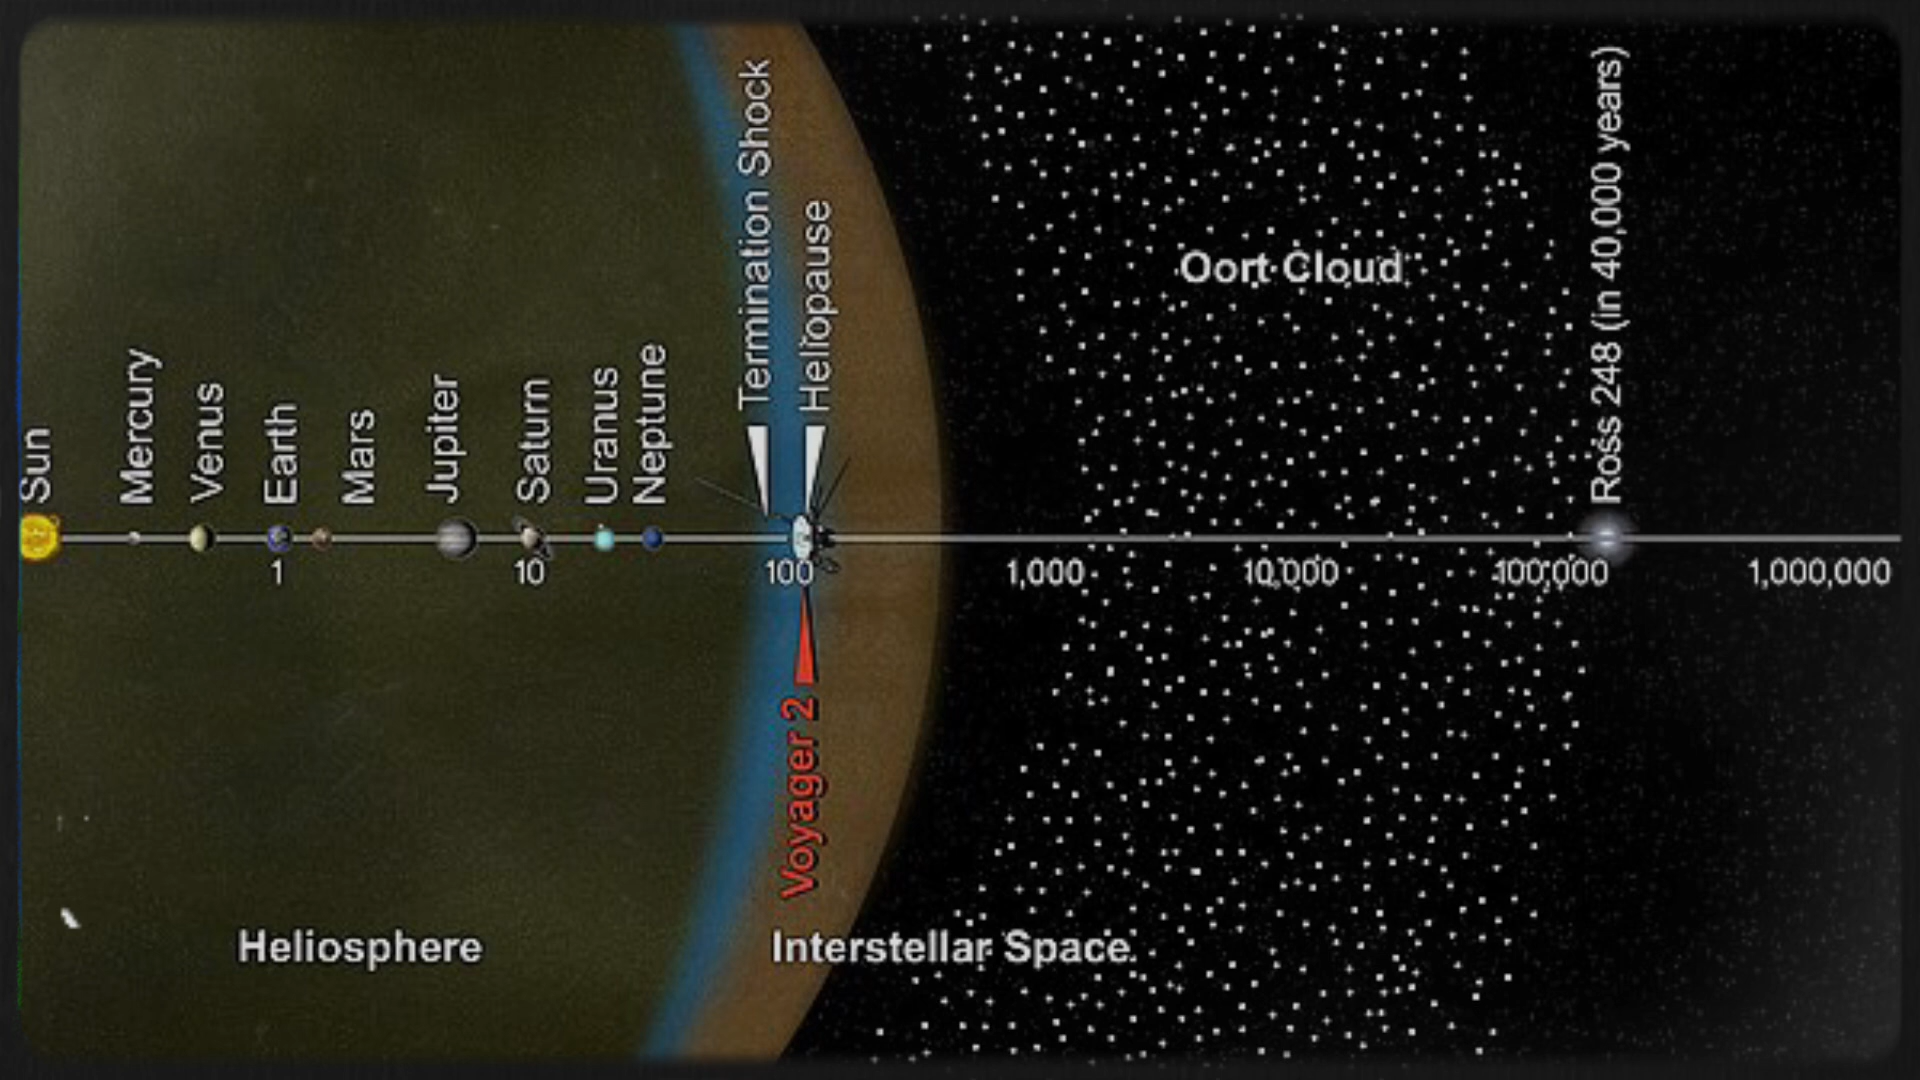 Sun
Mercury
Venus
Earth
Mars
Jupiter
Saturn
Uranus
Neptune
Termination Shock
Heliopause
Oort Cloud
Ross 248 (in 40,000 years)
1
10
100
1,000
10,000
100,000
1,000,000
Voyager 2
Heliosphere
Interstellar Space